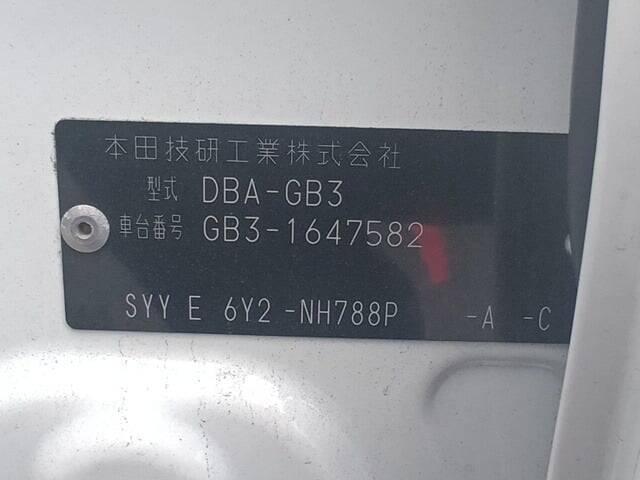 本田技研工業株式会社
型式 DBA-GB3
車台番号 GB3-1647582
SYY E 6Y2 -NH788P -A -C